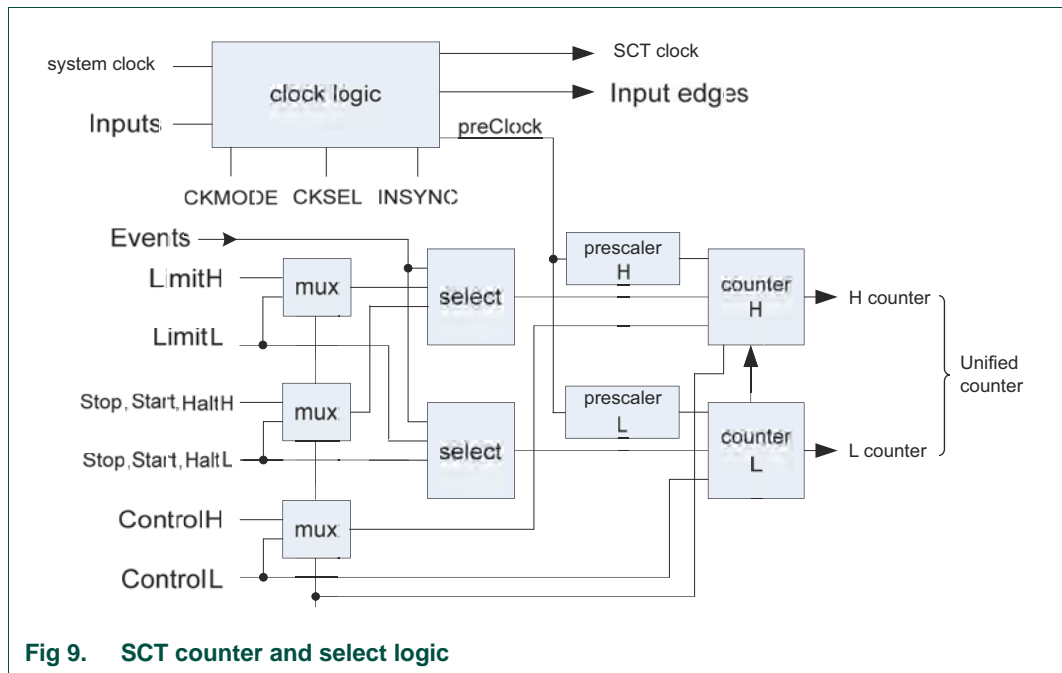 system clock
Inputs
clock logic
SCT clock
Input edges
preClock
CKMODE CKSEL INSYNC
Events
LimitH
LimitL
mux
select
prescaler
H
counter
H
H counter
Stop, Start, HaltH
Stop, Start, HaltL
mux
select
prescaler
L
counter
L
L counter
Unified
counter
ControlH
ControlL
mux
Fig 9. SCT counter and select logic